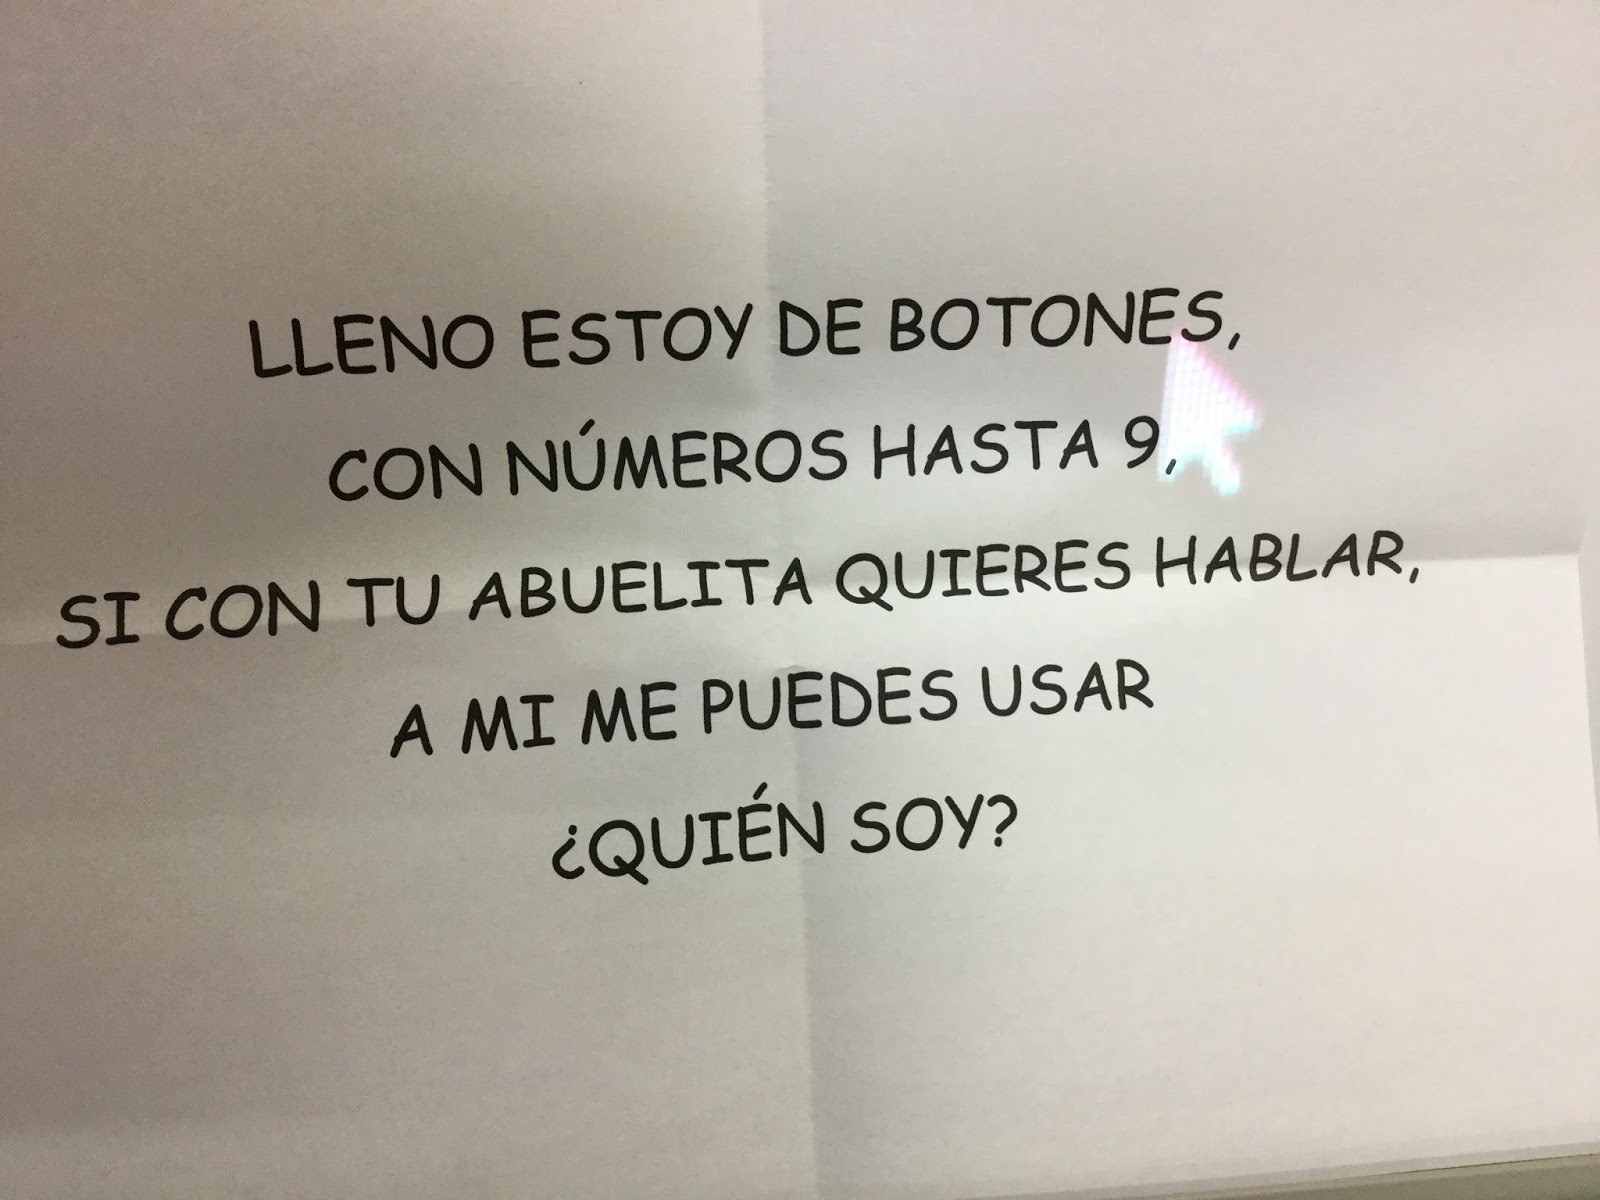 LLENO ESTOY DE BOTONES,
CON NÚMEROS HASTA 9,
SI CON TU ABUELITA QUIERES HABLAR,
A MI ME PUEDES USAR
¿QUIÉN SOY?